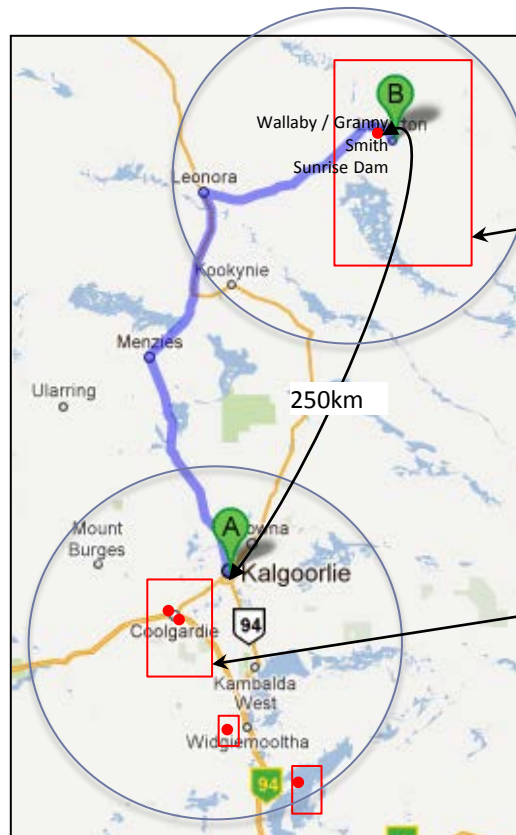 B
Wallaby / Granny
Smith
Sunrise Dam
Leonora
Kookynie
Menzies
Ularring
250km
A
Mount
Burges
Kalgoorlie
94
Coolgardie
Kambalda
West
Widgiemooltha
94